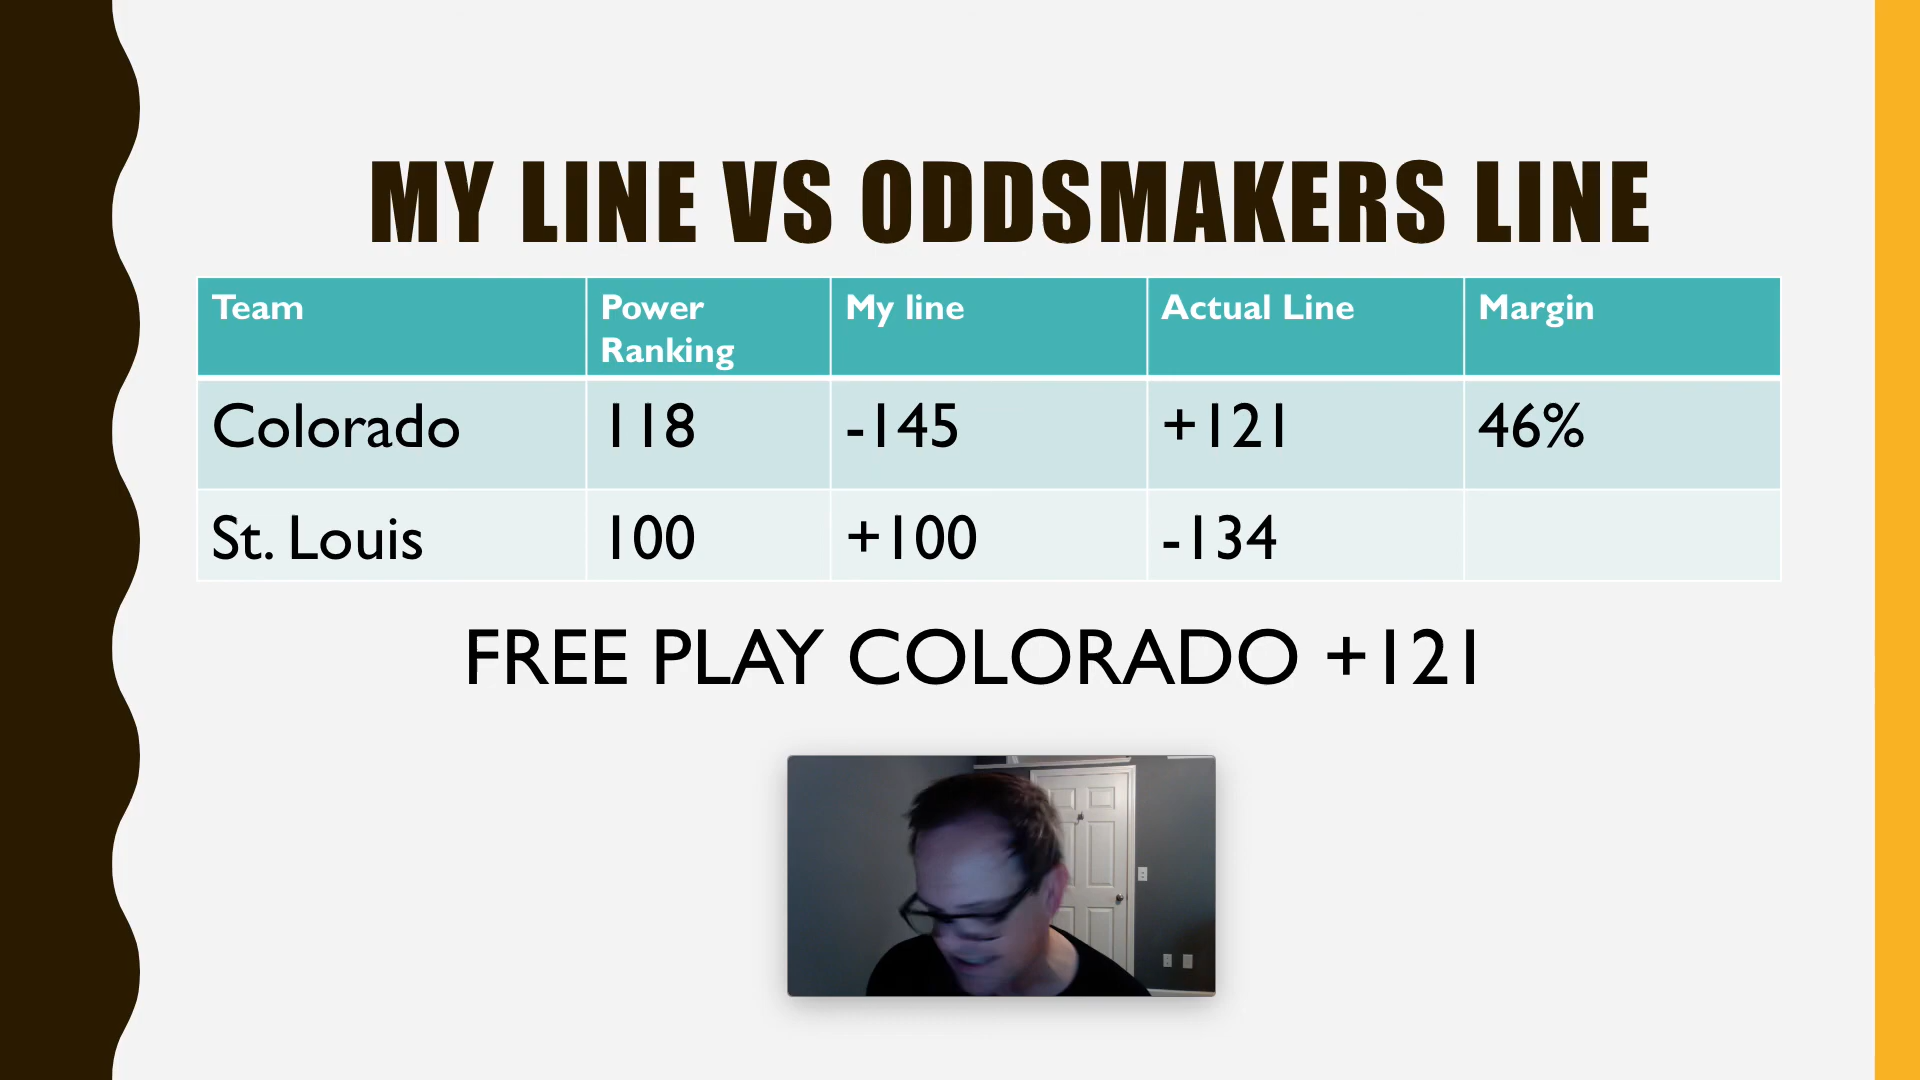 MY LINE VS ODDSMAKERS LINE
Team Power Ranking My line Actual Line Margin
Colorado 118 -145 +121 46%
St. Louis 100 +100 -134
FREE PLAY COLORADO +121